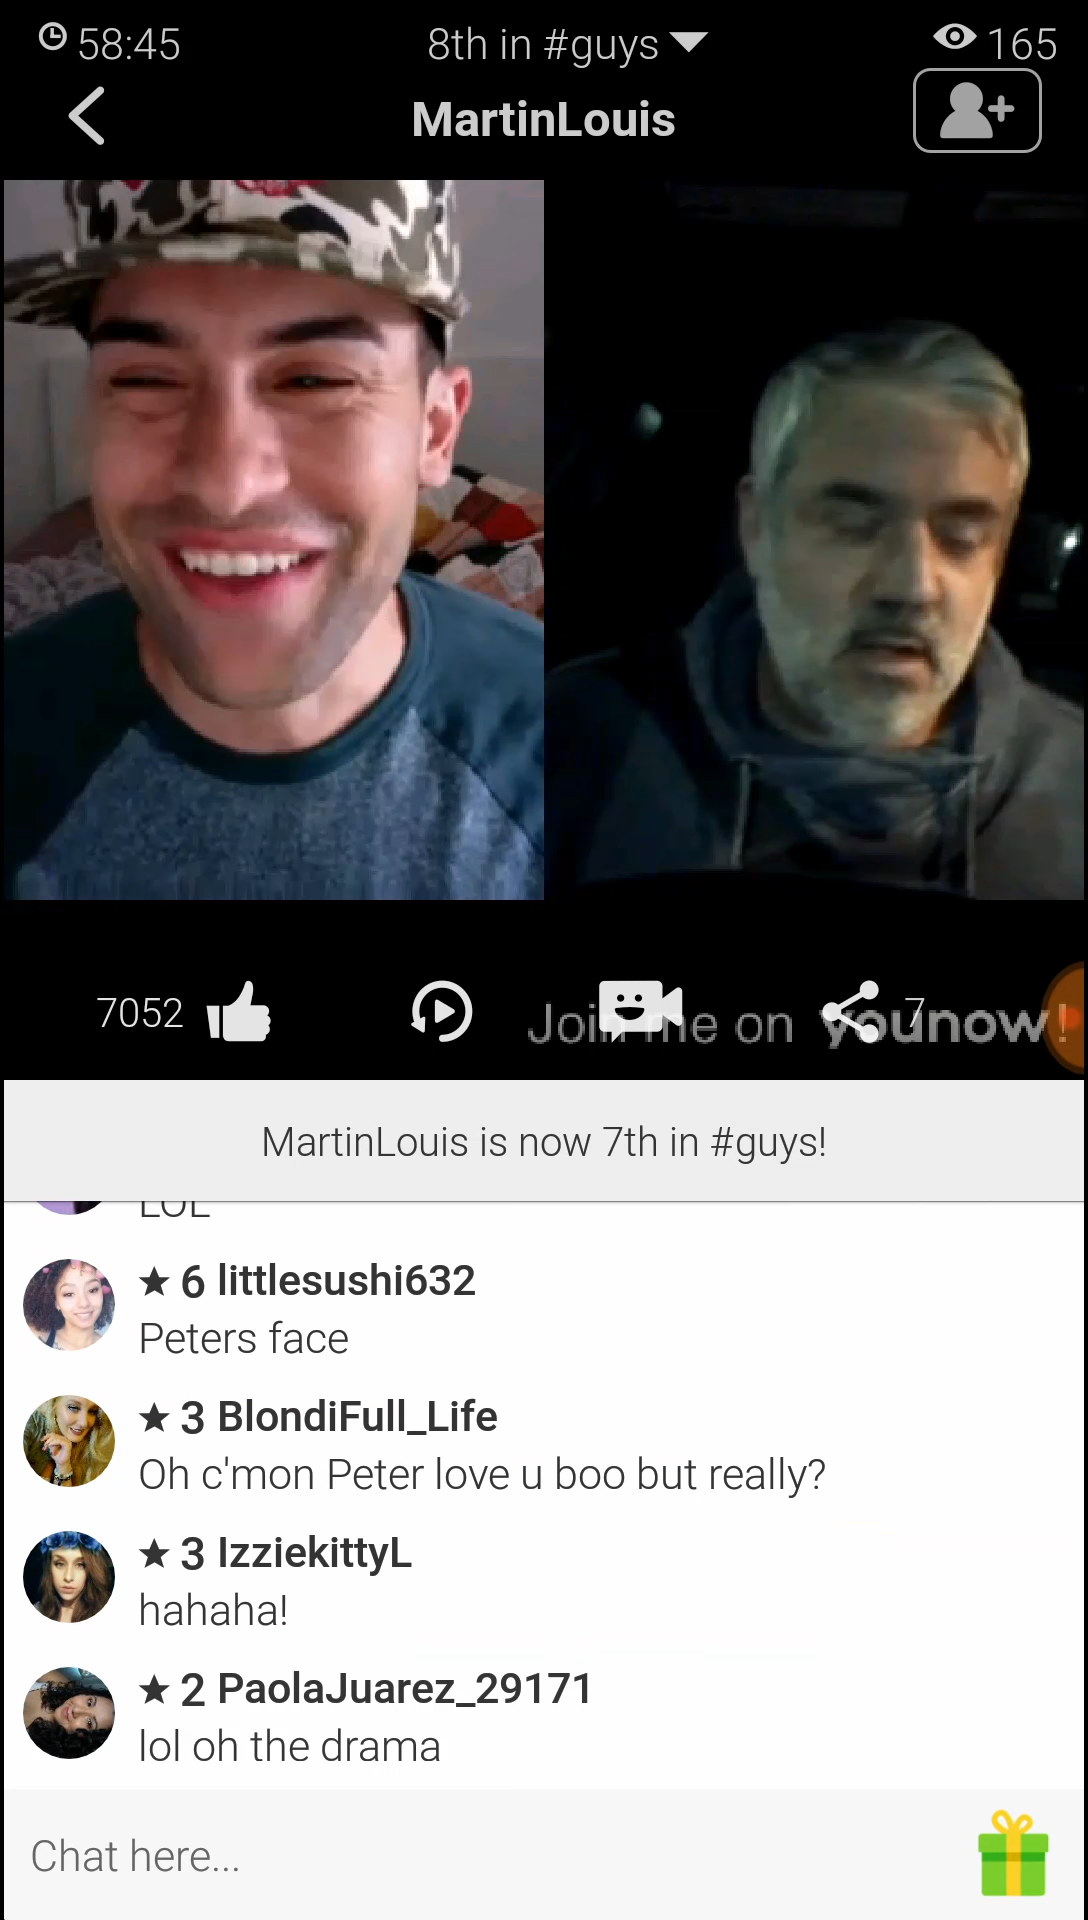 58:45
8th in #guys
165
MartinLouis
7052
Join me on younow!
7
MartinLouis is now 7th in #guys!
LOL
★ 6 littlesushi632
Peters face
★ 3 BlondiFull_Life
Oh c'mon Peter love u boo but really?
★ 3 IzziekittyL
hahaha!
★ 2 PaolaJuarez_29171
lol oh the drama
Chat here...